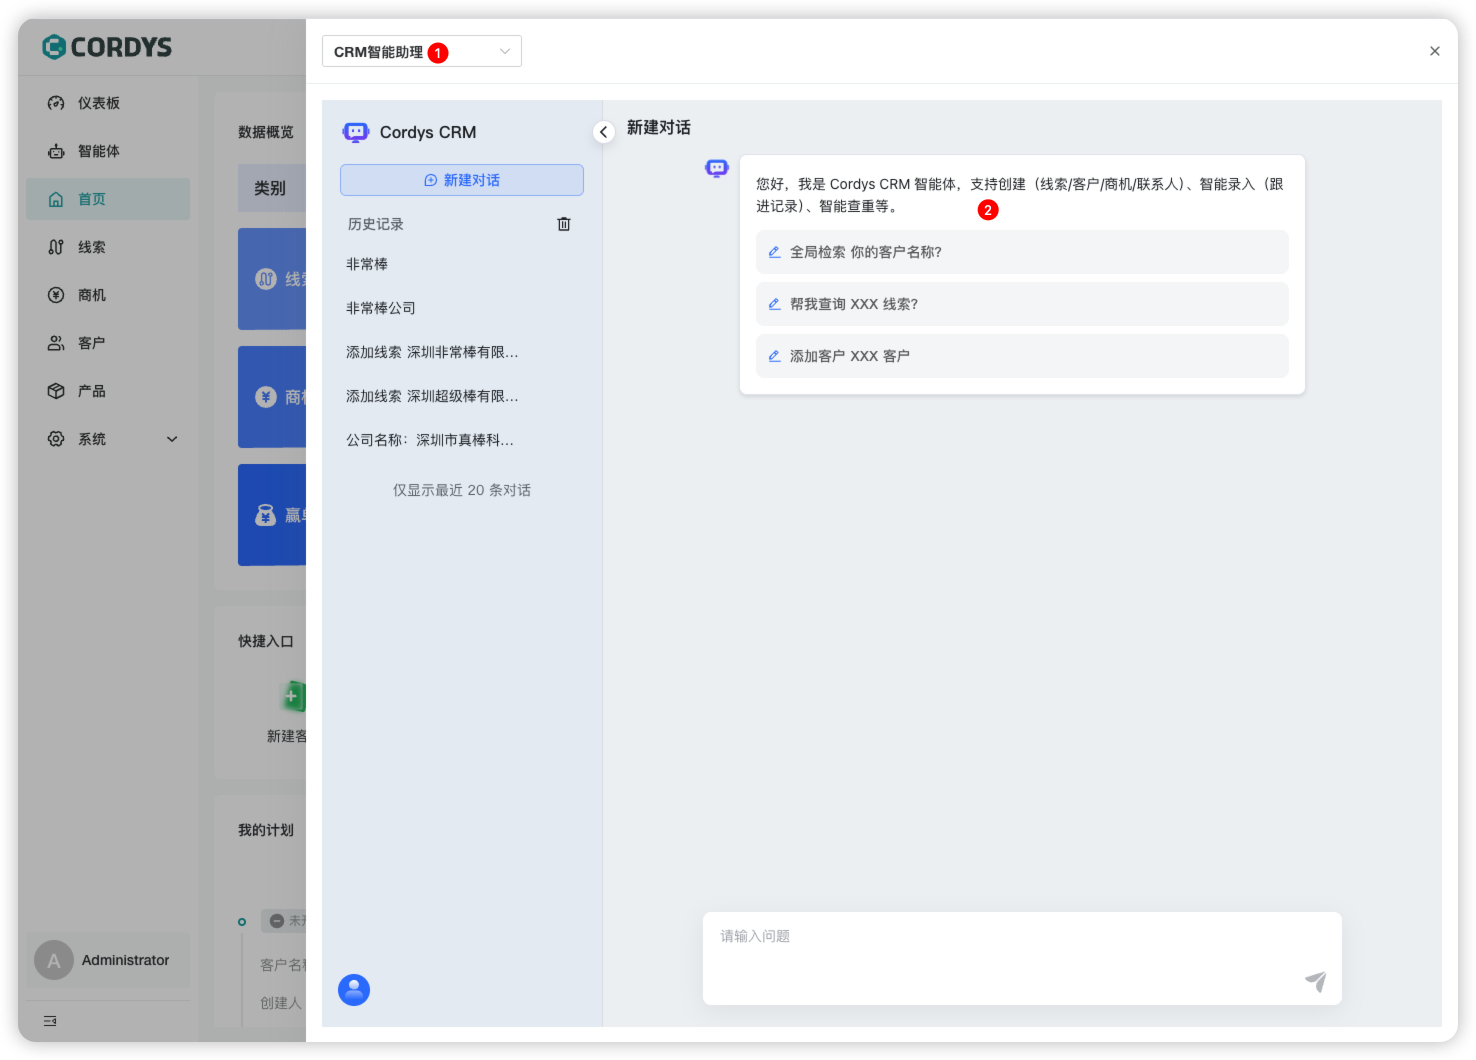 CORDYS
仪表板
智能体
首页
线索
商机
客户
产品
系统
A Administrator
数据概览
类别
线
商
赢
快捷入口
新建客
我的计划
未
客户名
创建人
CRM智能助理 1
Cordys CRM
新建对话
历史记录
非常棒
非常棒公司
添加线索 深圳非常棒有限...
添加线索 深圳超级棒有限...
公司名称：深圳市真棒科...
仅显示最近 20 条对话
新建对话
您好，我是 Cordys CRM 智能体，支持创建（线索/客户/商机/联系人）、智能录入（跟
进记录）、智能查重等。
2
全局检索 你的客户名称?
帮我查询 XXX 线索?
添加客户 XXX 客户
请输入问题